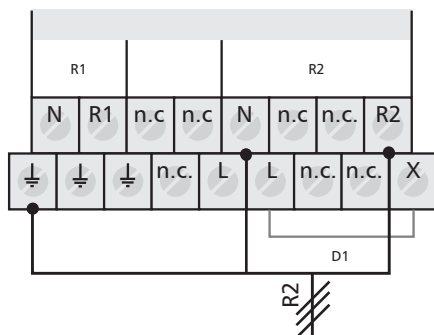 R1 R2
N R1 n.c n.c N n.c n.c. R2
n.c. L L n.c. n.c. X
D1
R2